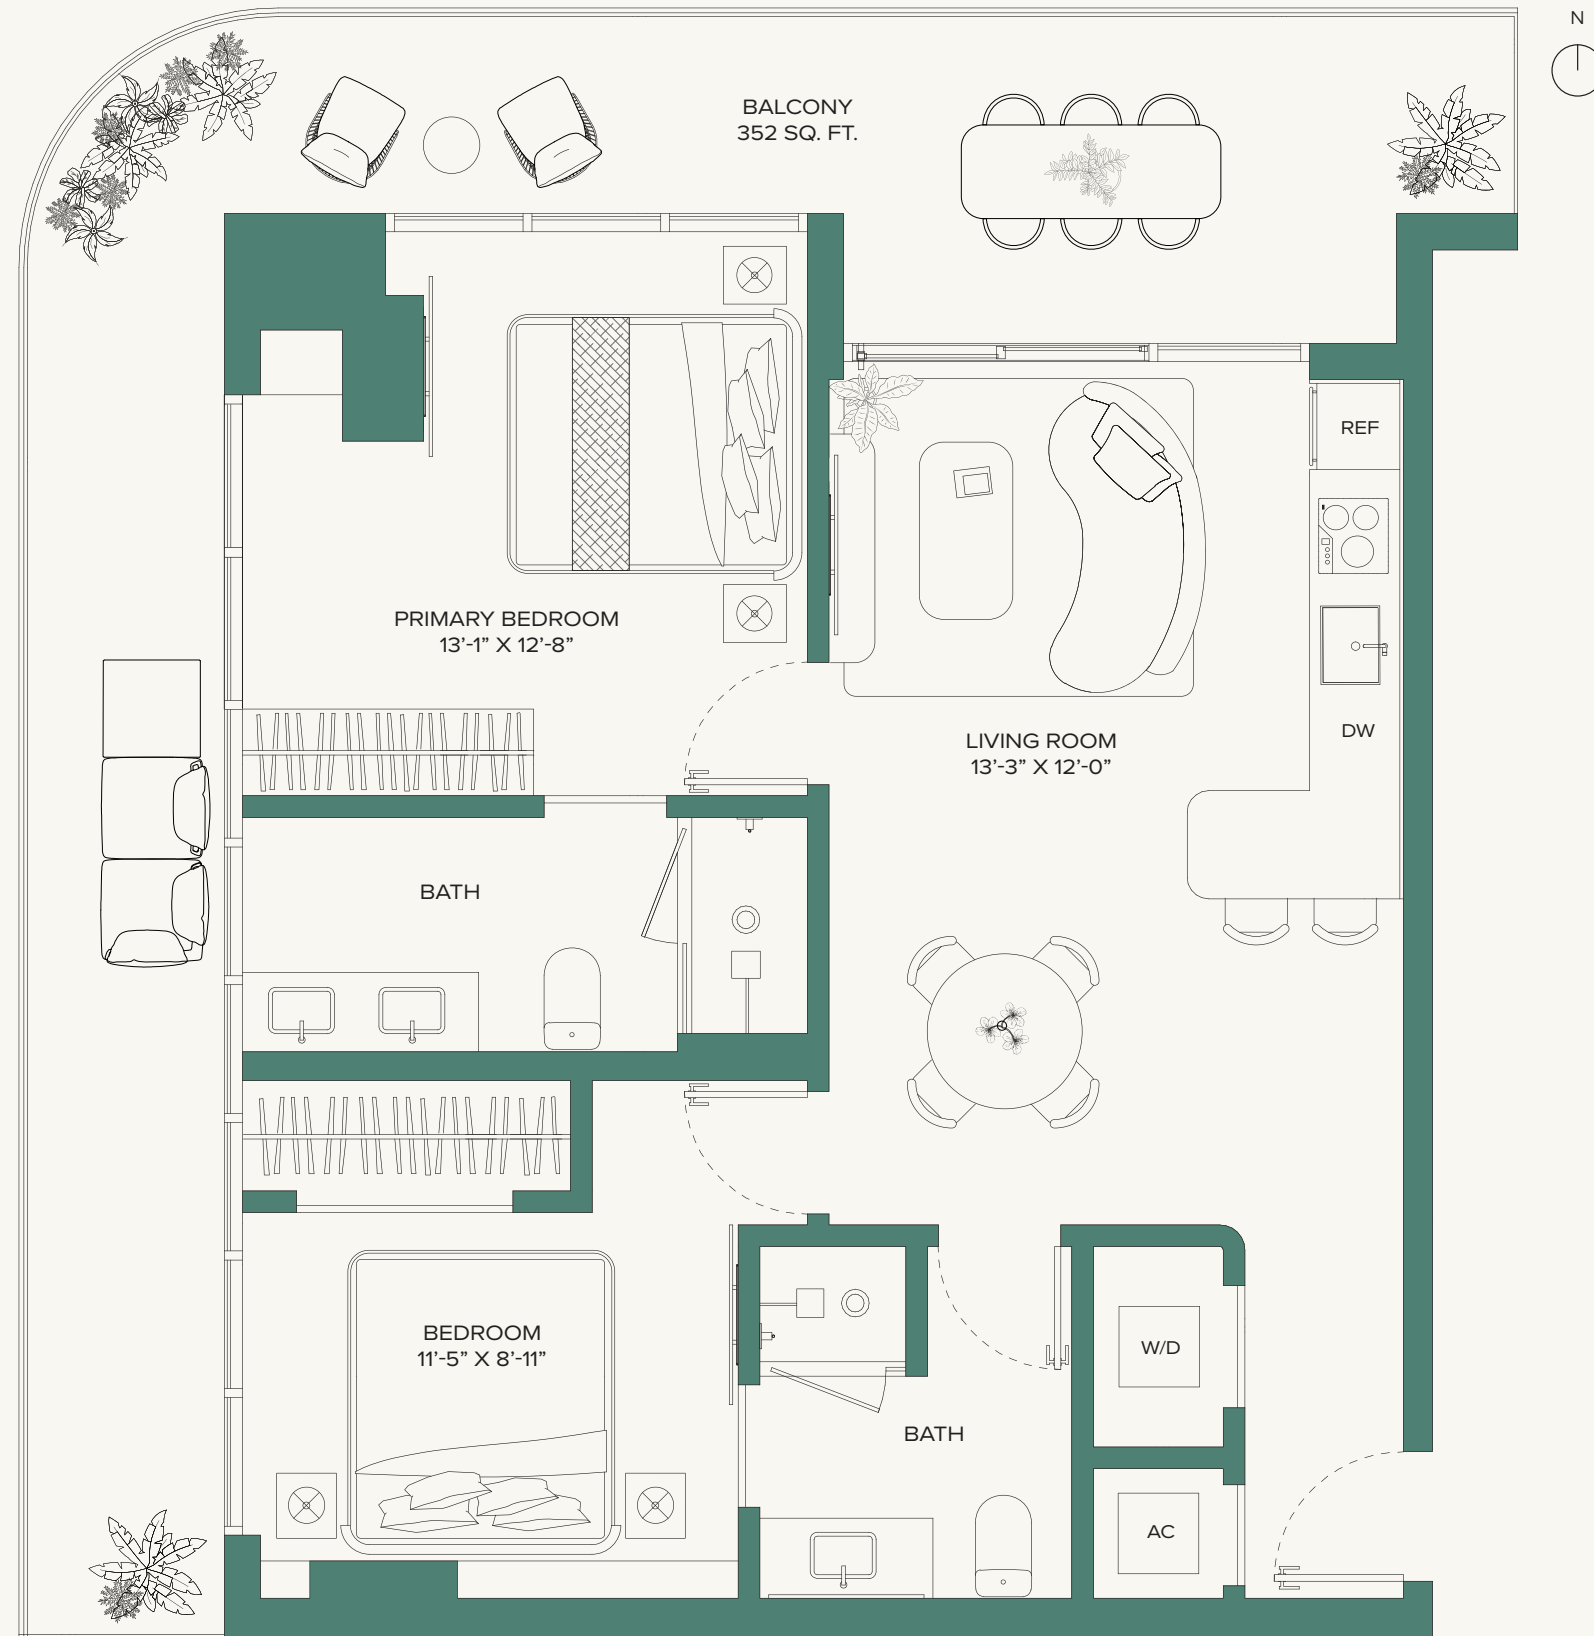 N
BALCONY
352 SQ. FT.
REF
PRIMARY BEDROOM
13’-1” X 12’-8”
DW
LIVING ROOM
13’-3” X 12’-0”
BATH
BEDROOM
11’-5” X 8’-11”
W/D
BATH
AC